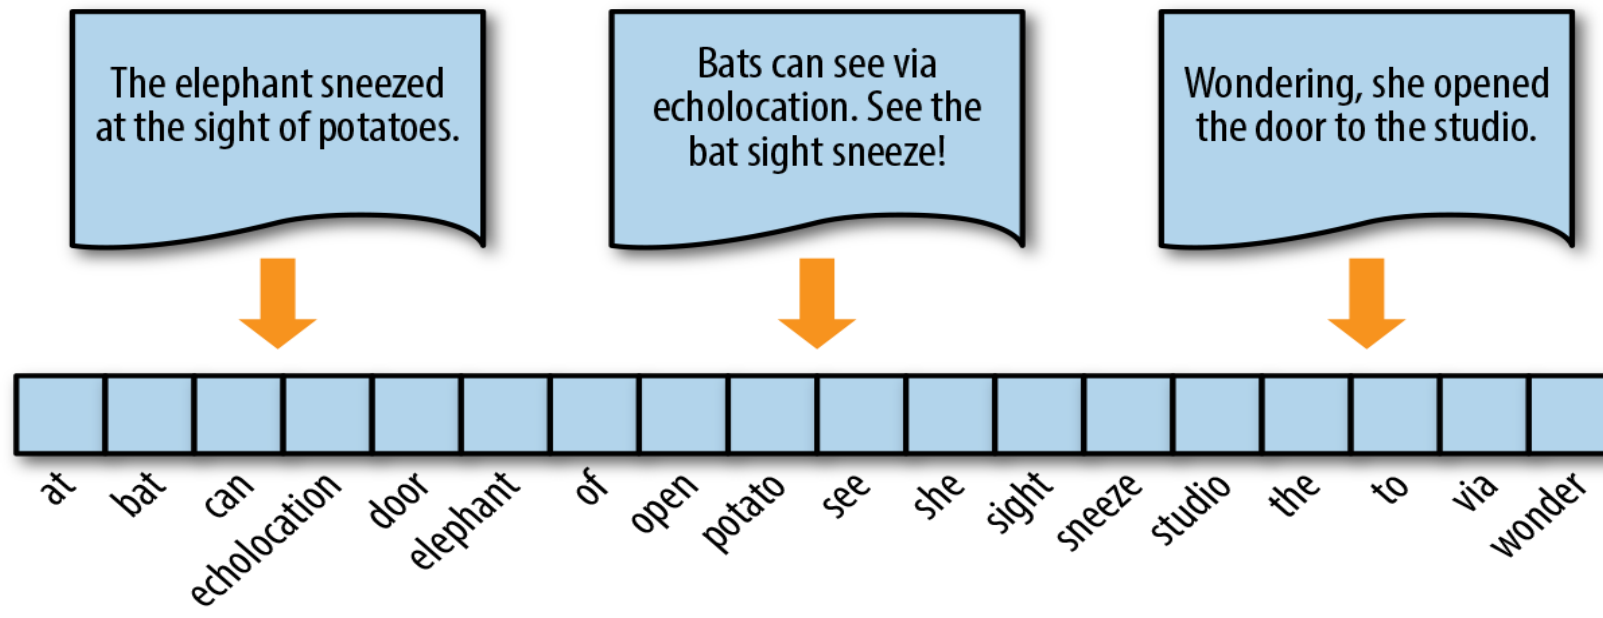 The elephant sneezed
at the sight of potatoes.
Bats can see via
echolocation. See the
bat sight sneeze!
Wondering, she opened
the door to the studio.
at
bat
can
echolocation
door
elephant
of
open
potato
see
she
sight
sneeze
studio
the
to
via
wonder